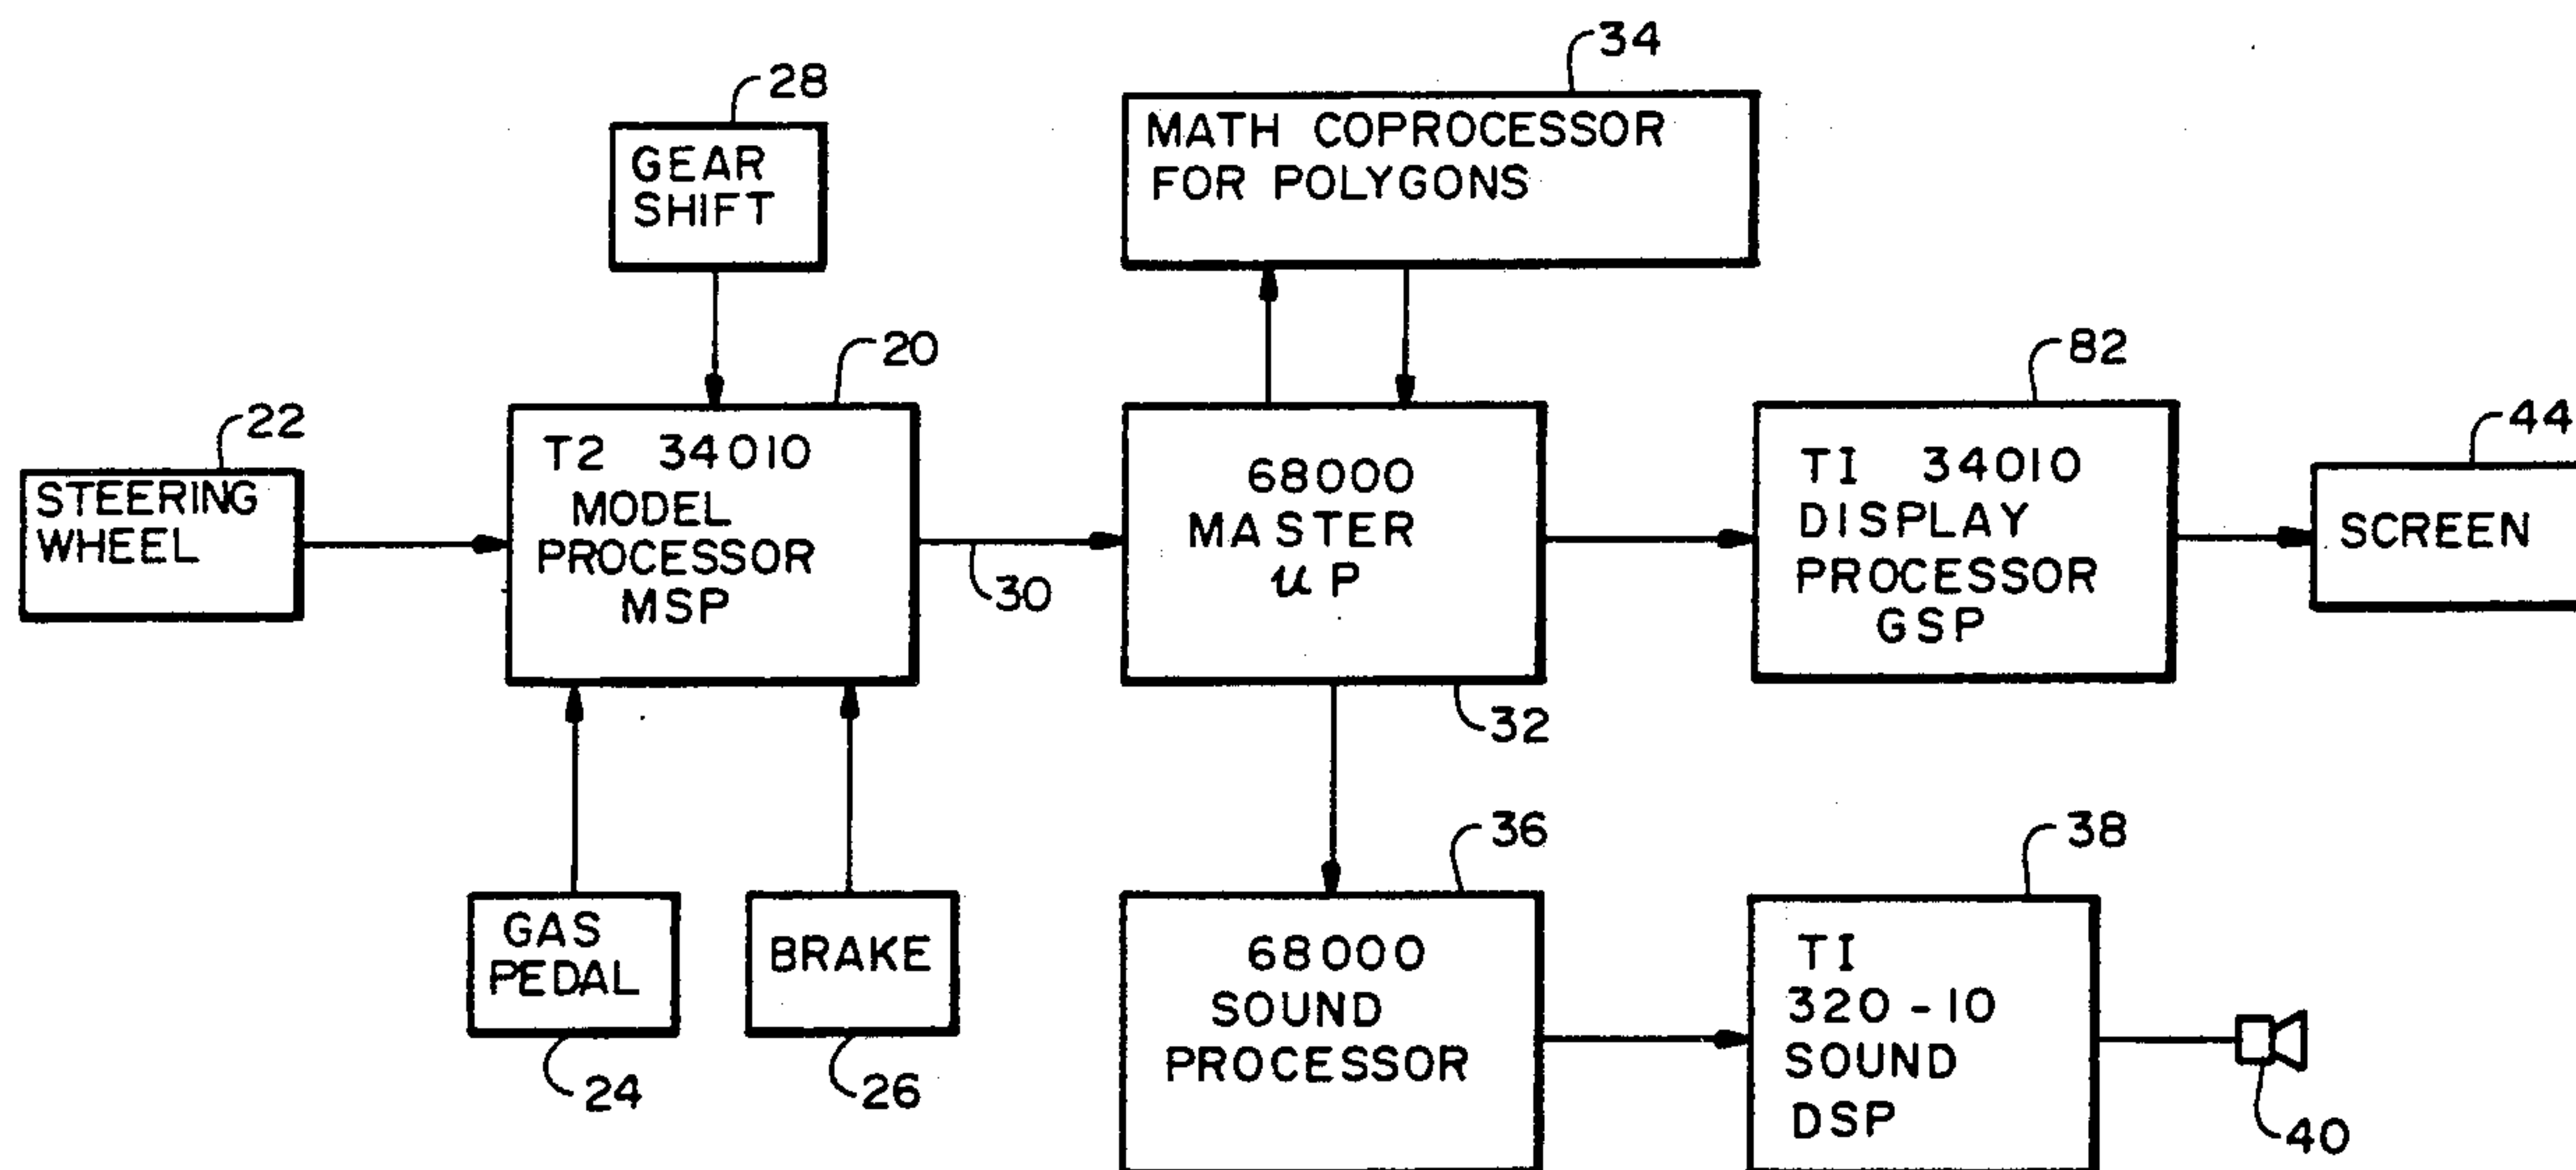 34
28
MATH COPROCESSOR
FOR POLYGONS
GEAR
SHIFT
20
82
22
44
STEERING
WHEEL
T2 34010
MODEL
PROCESSOR
MSP
30
68000
MASTER
uP
32
TI 34010
DISPLAY
PROCESSOR
GSP
SCREEN
36
38
GAS
PEDAL
24
BRAKE
26
68000
SOUND
PROCESSOR
TI
320-10
SOUND
DSP
40